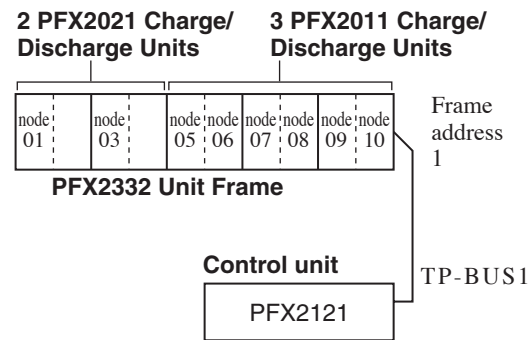 2 PFX2021 Charge/
Discharge Units
3 PFX2011 Charge/
Discharge Units
node
01
node
03
node
05
node
06
node
07
node
08
node
09
node
10
Frame
address
1
PFX2332 Unit Frame
Control unit
TP-BUS1
PFX2121